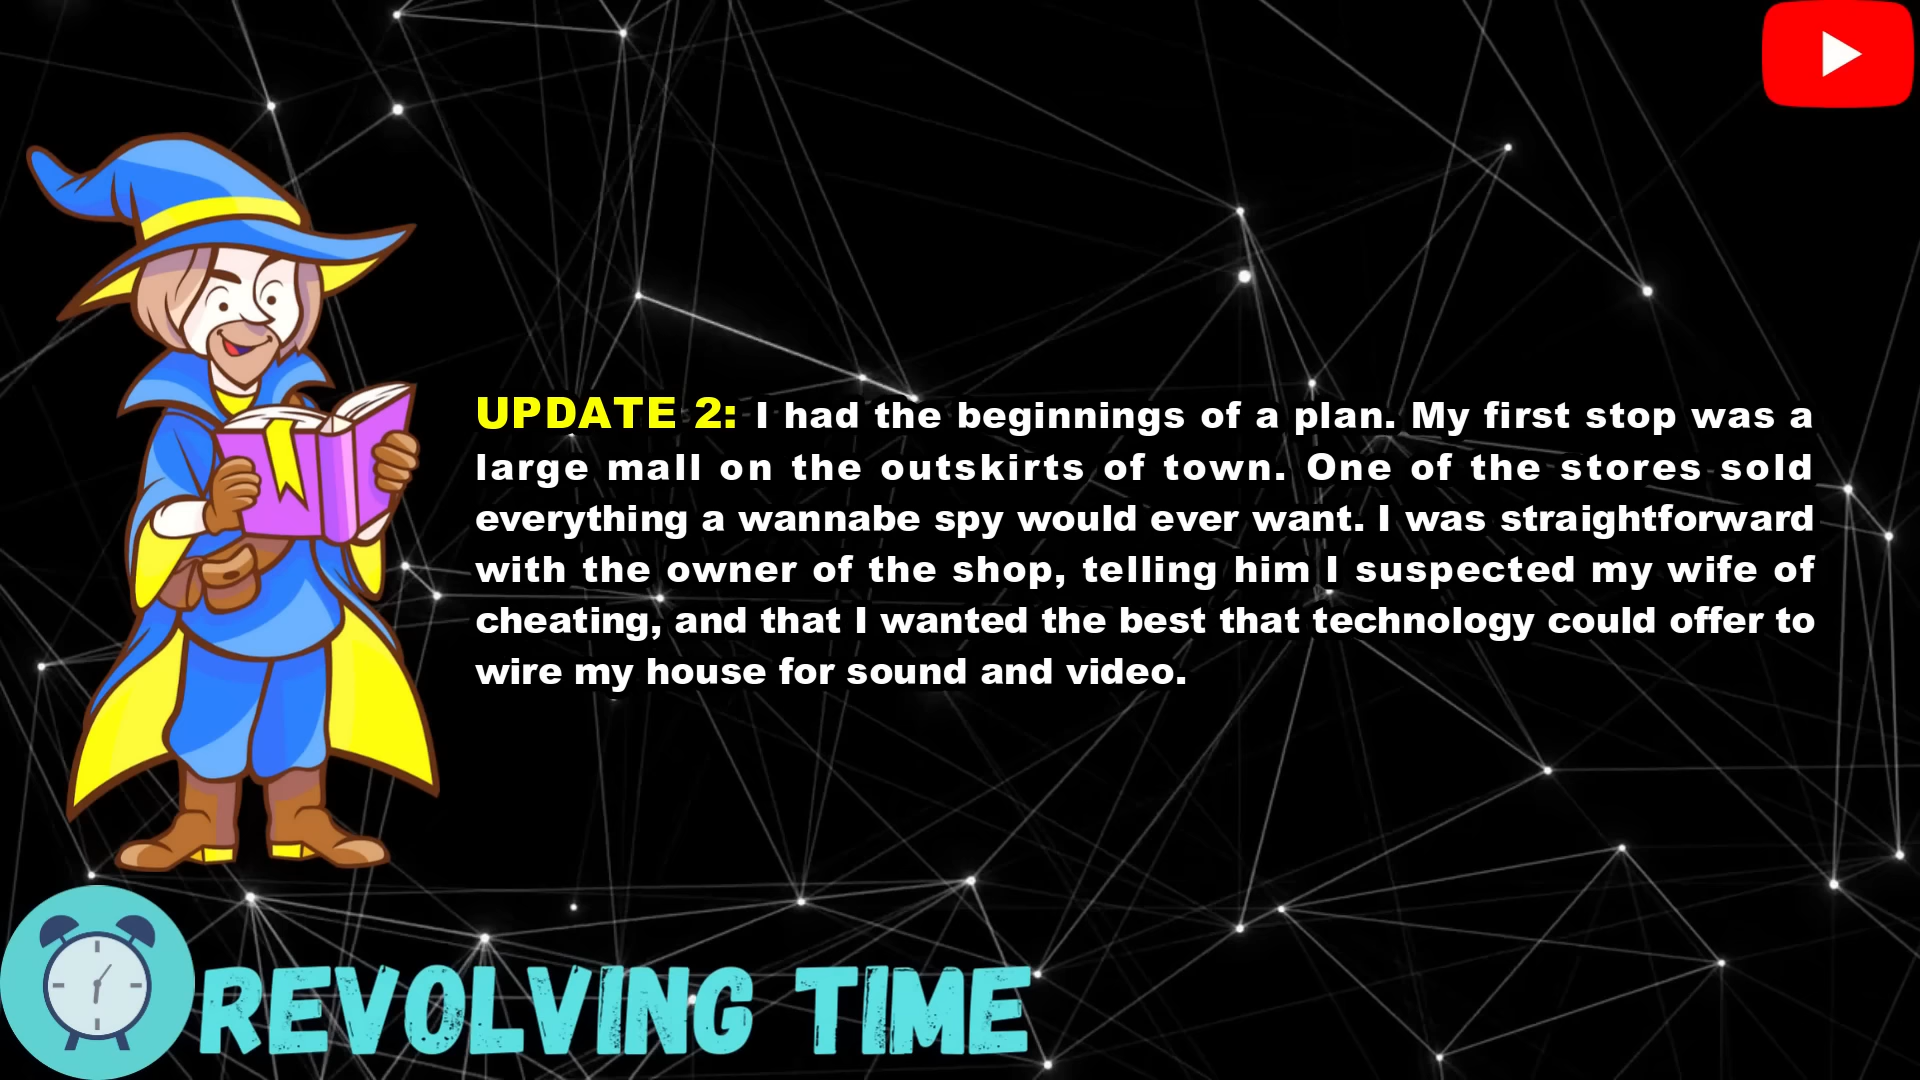 UPDATE 2: I had the beginnings of a plan. My first stop was a
large mall on the outskirts of town. One of the stores sold
everything a wannabe spy would ever want. I was straightforward
with the owner of the shop, telling him I suspected my wife of
cheating, and that I wanted the best that technology could offer to
wire my house for sound and video.
REVOLVING TIME